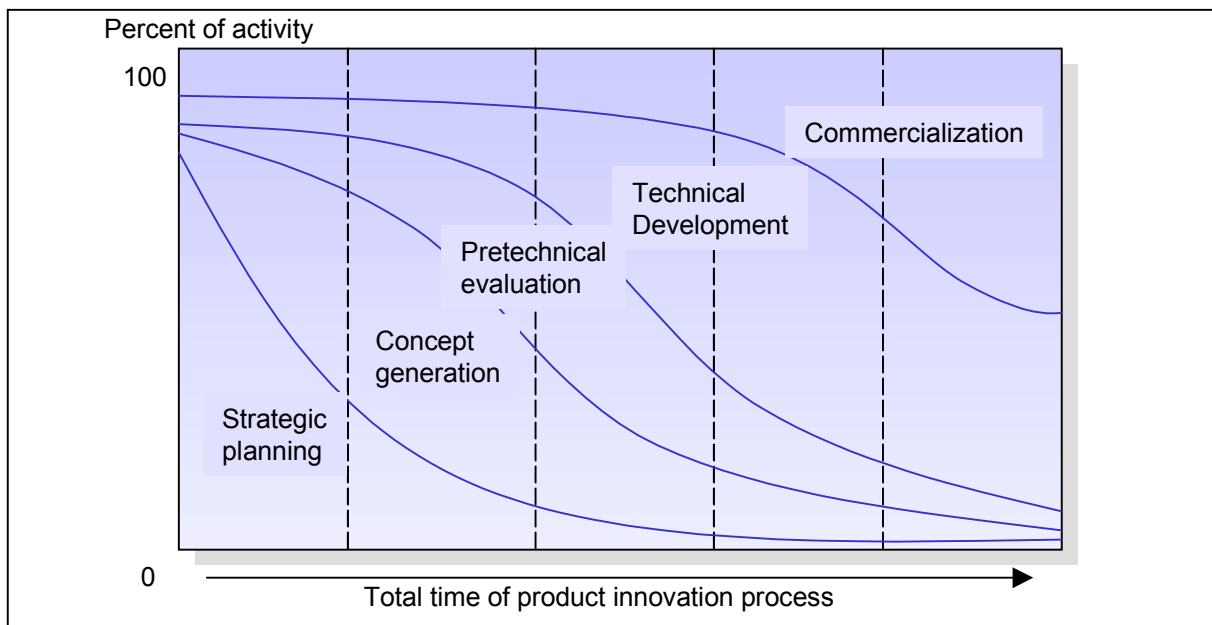 Percent of activity
100
Commercialization
Technical
Development
Pretechnical
evaluation
Concept
generation
Strategic
planning
0
Total time of product innovation process